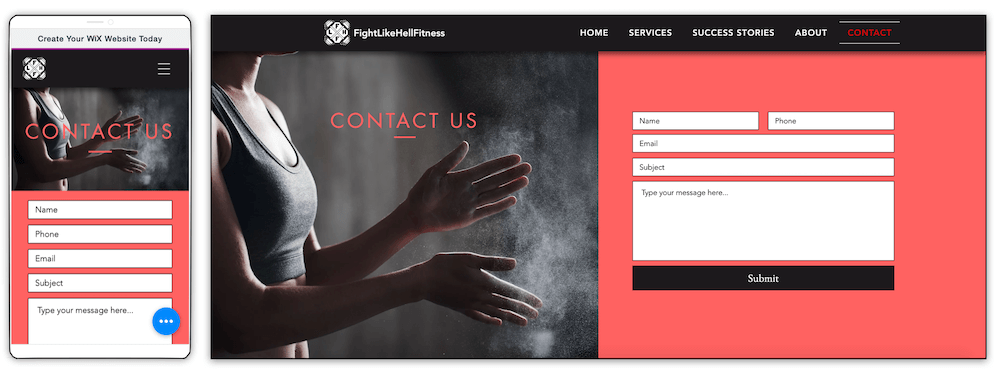 Create Your WiX Website Today
CONTACT US
Name
Phone
Email
Subject
Type your message here...
FightLikeHellFitness
HOME SERVICES SUCCESS STORIES ABOUT CONTACT
CONTACT US
Name Phone
Email
Subject
Type your message here...
Submit